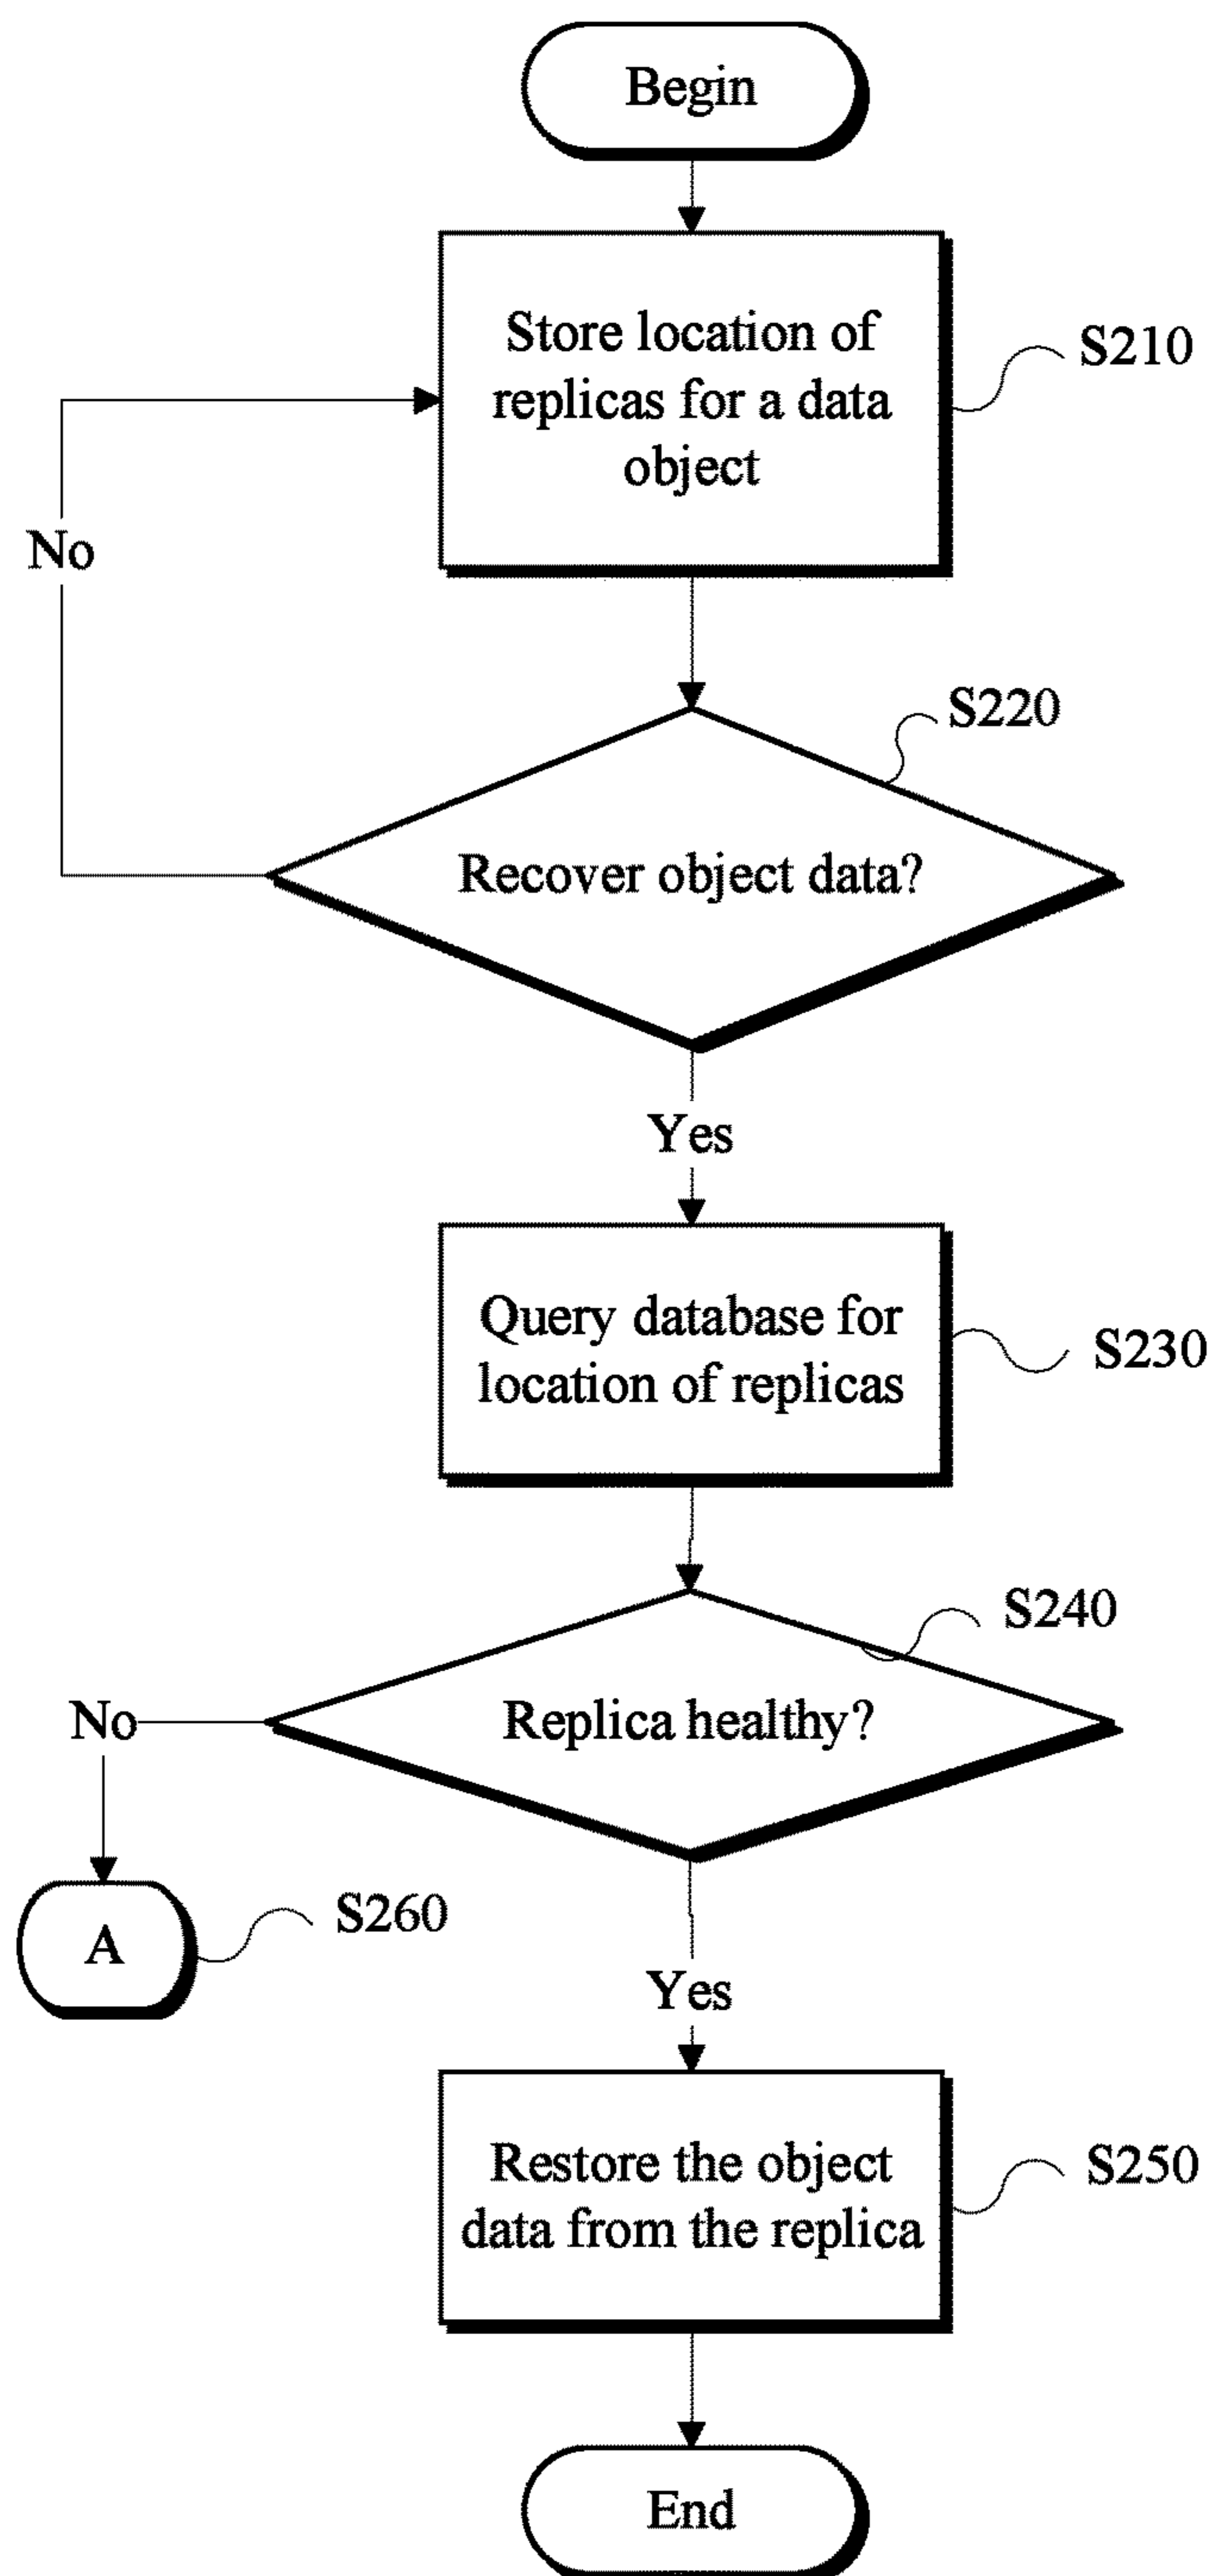 Begin
Store location of
replicas for a data
object
S210
No
S220
Recover object data?
Yes
Query database for
location of replicas
S230
S240
Replica healthy?
No
A
S260
Yes
Restore the object
data from the replica
S250
End